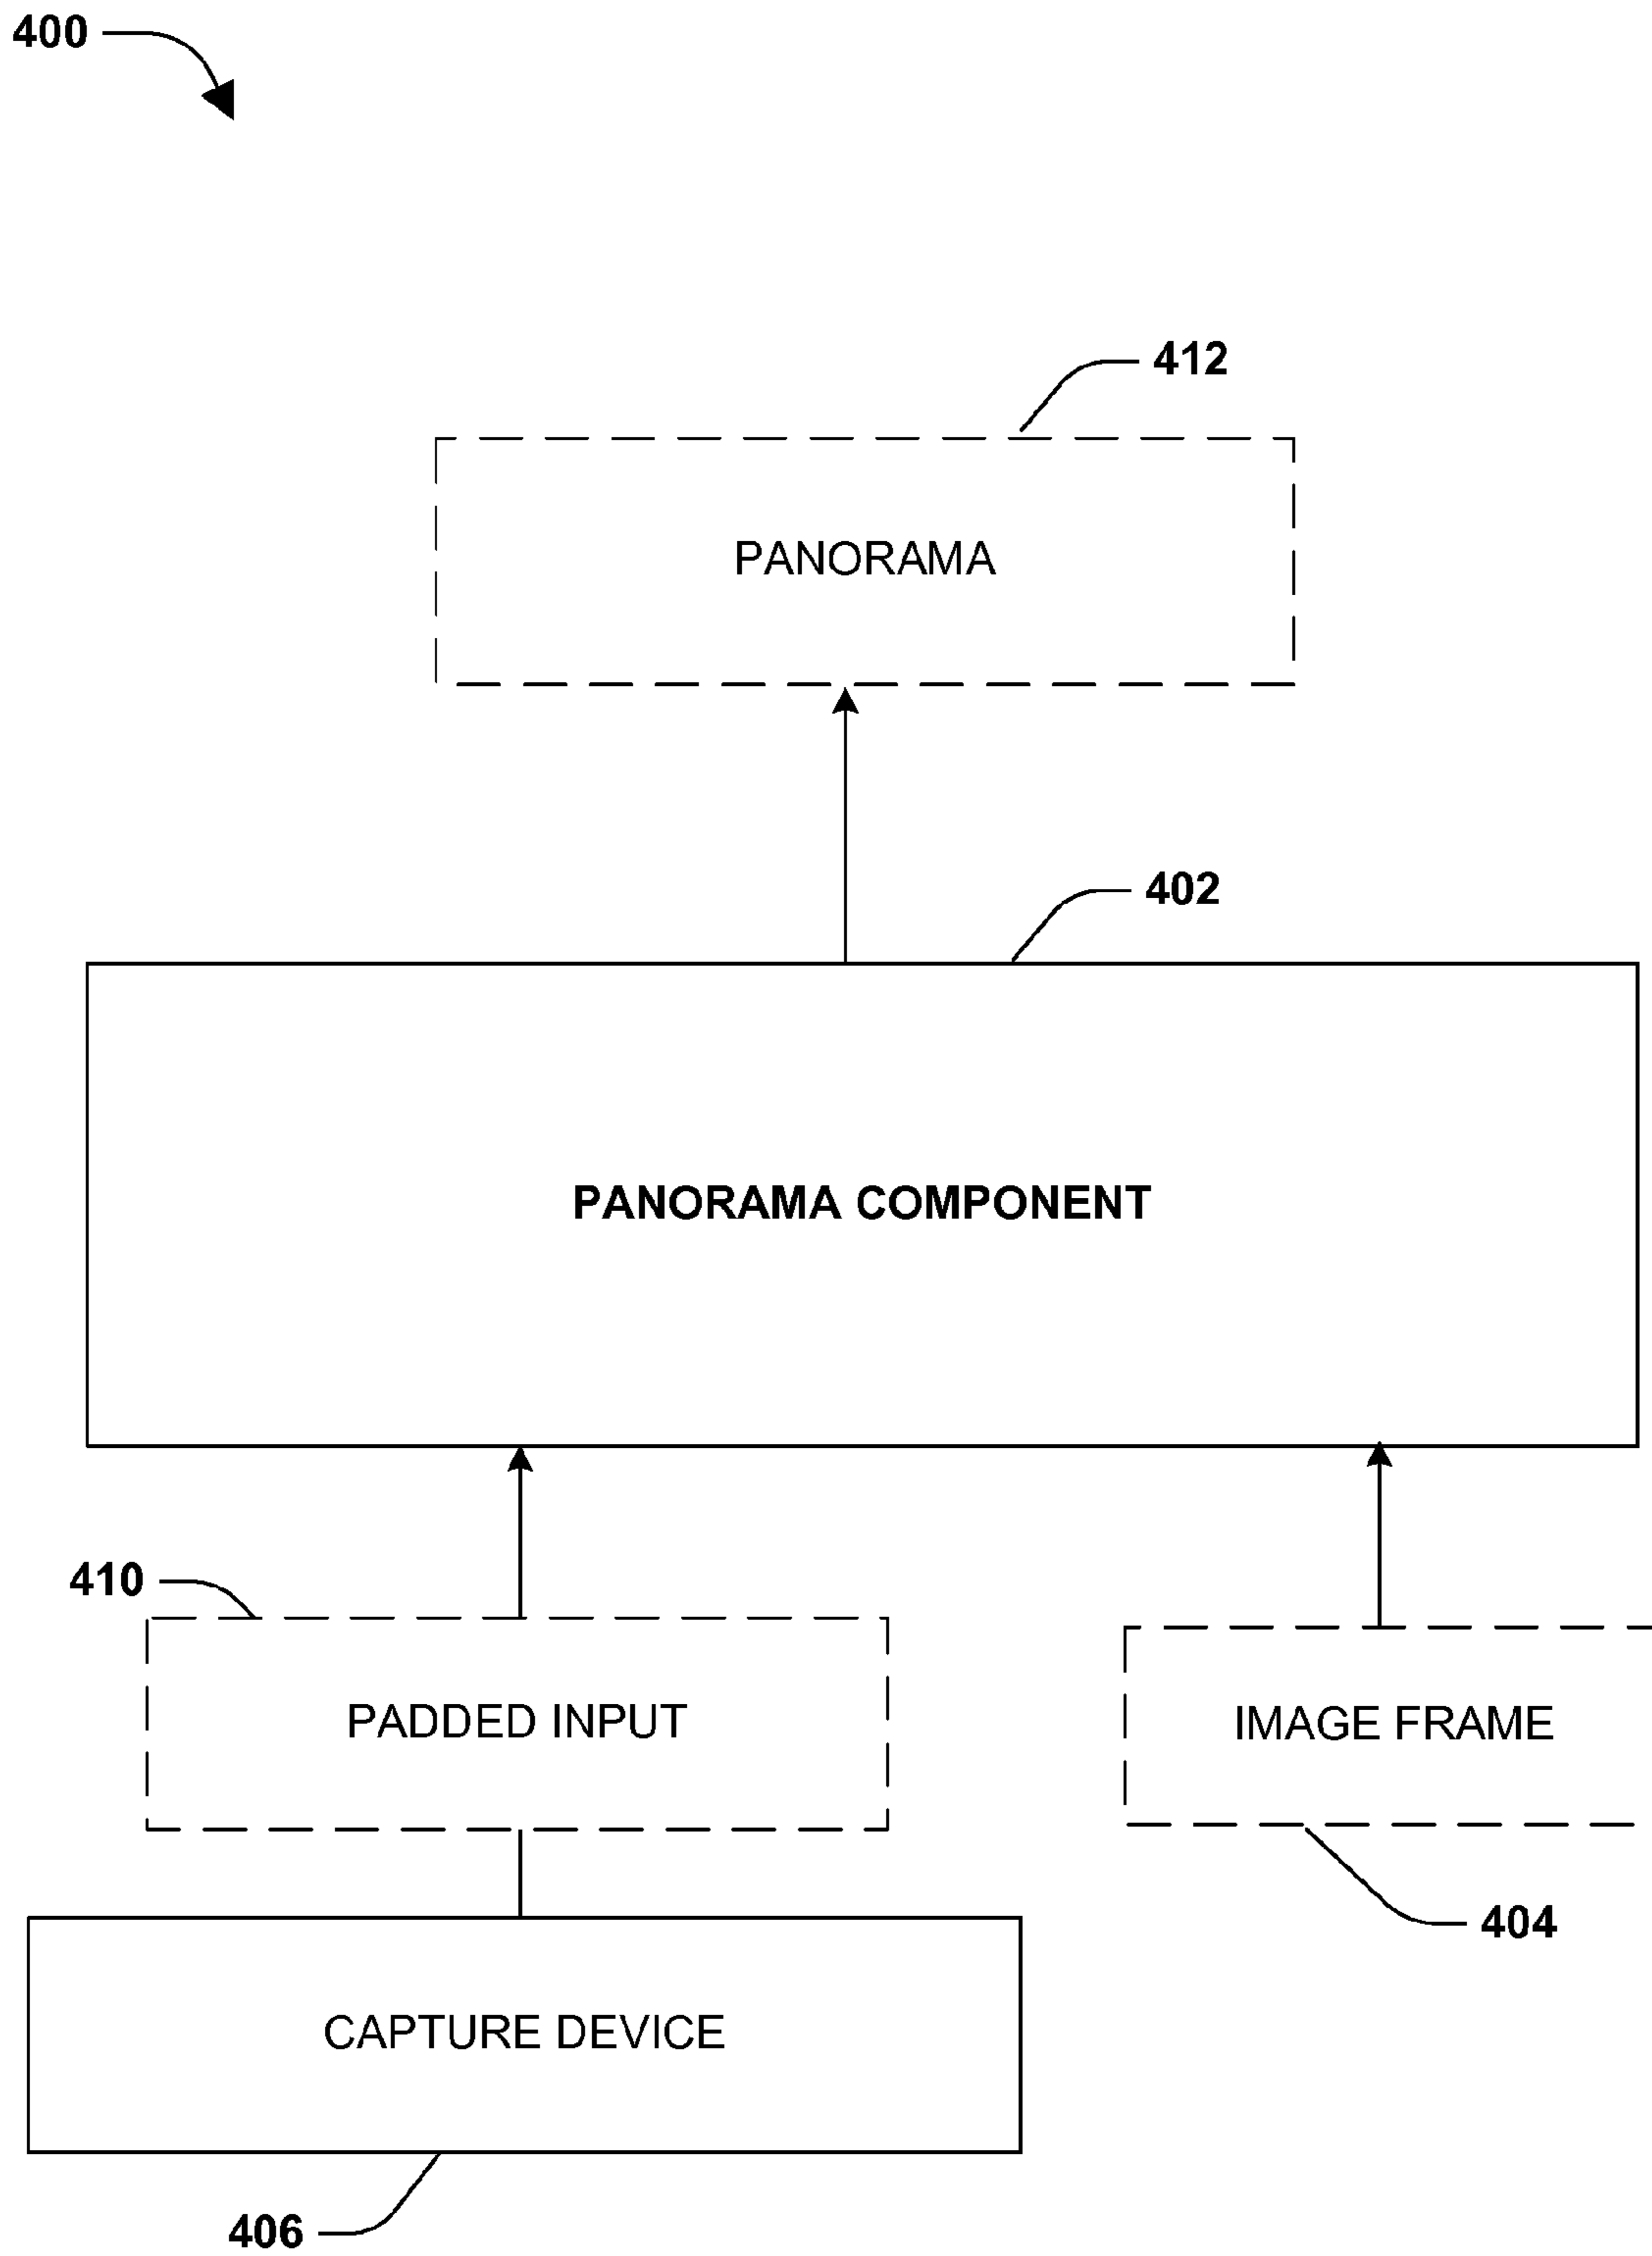 400
412
PANORAMA
402
PANORAMA COMPONENT
410
PADDED INPUT
IMAGE FRAME
404
CAPTURE DEVICE
406